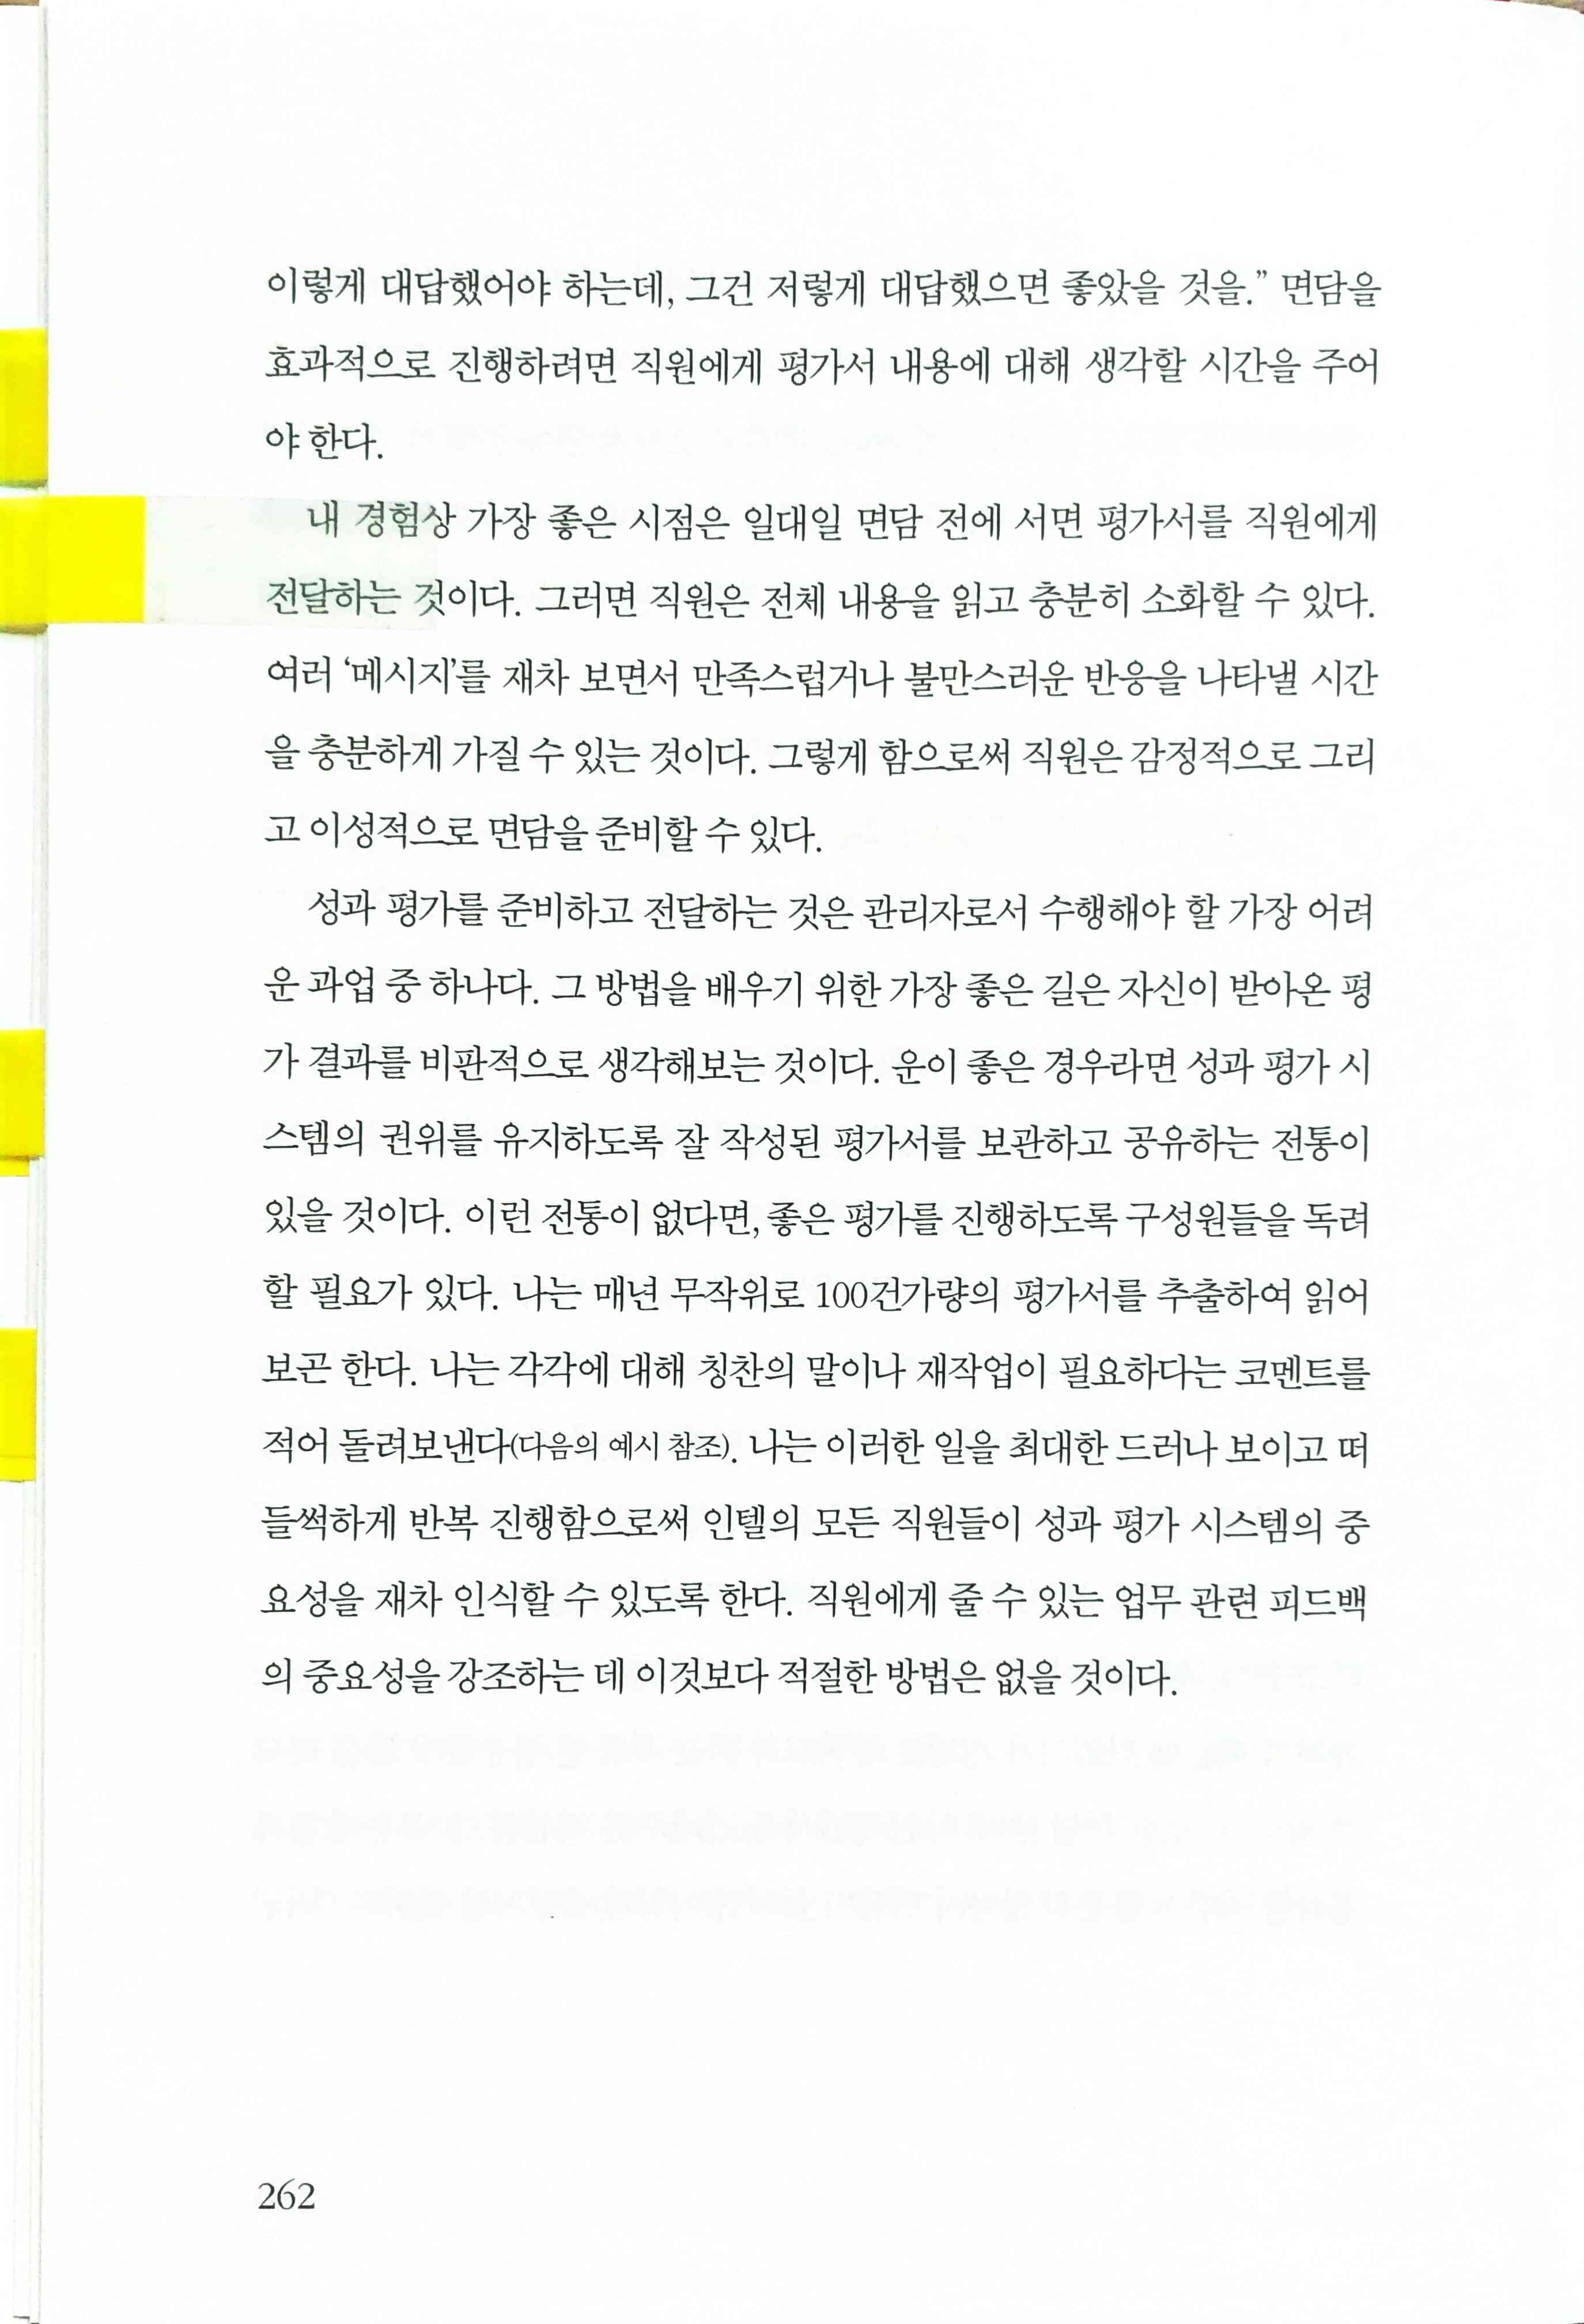 이렇게 대답했어야 하는데, 그건 저렇게 대답했으면 좋았을 것을.” 면담을
효과적으로 진행하려면 직원에게 평가서 내용에 대해 생각할 시간을 주어
야 한다.
내 경험상 가장 좋은 시점은 일대일 면담 전에 서면 평가서를 직원에게
전달하는 것이다. 그러면 직원은 전체 내용을 읽고 충분히 소화할 수 있다.
여러 ‘메시지’를 재차 보면서 만족스럽거나 불만스러운 반응을 나타낼 시간
을 충분하게 가질 수 있는 것이다. 그렇게 함으로써 직원은 감정적으로 그리
고 이성적으로 면담을 준비할 수 있다.
성과 평가를 준비하고 전달하는 것은 관리자로서 수행해야 할 가장 어려
운 과업 중 하나다. 그 방법을 배우기 위한 가장 좋은 길은 자신이 받아온 평
가 결과를 비판적으로 생각해보는 것이다. 운이 좋은 경우라면 성과 평가 시
스템의 권위를 유지하도록 잘 작성된 평가서를 보관하고 공유하는 전통이
있을 것이다. 이런 전통이 없다면, 좋은 평가를 진행하도록 구성원들을 독려
할 필요가 있다. 나는 매년 무작위로 100건가량의 평가서를 추출하여 읽어
보곤 한다. 나는 각각에 대해 칭찬의 말이나 재작업이 필요하다는 코멘트를
적어 돌려보낸다(다음의 예시 참조). 나는 이러한 일을 최대한 드러나 보이고 떠
들썩하게 반복 진행함으로써 인텔의 모든 직원들이 성과 평가 시스템의 중
요성을 재차 인식할 수 있도록 한다. 직원에게 줄 수 있는 업무 관련 피드백
의 중요성을 강조하는 데 이것보다 적절한 방법은 없을 것이다.
262